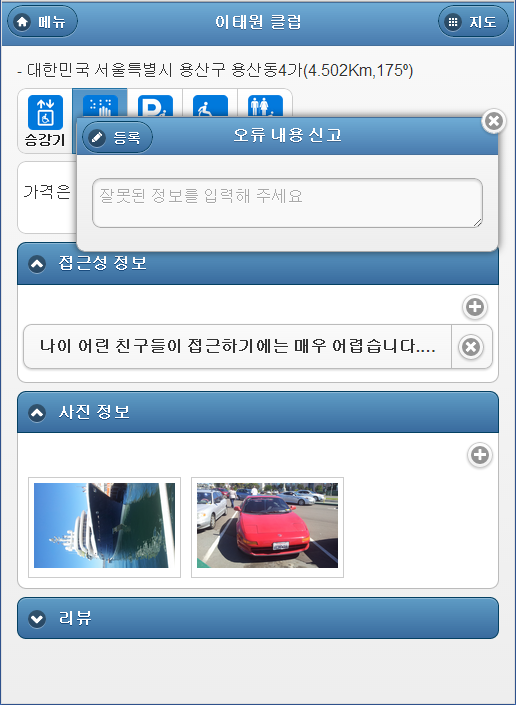 메뉴
이태원 클럽
지도
- 대한민국 서울특별시 용산구 용산동4가(4.502Km,175º)
승강기
등록
오류 내용 신고
가격은
잘못된 정보를 입력해 주세요
접근성 정보
나이 어린 친구들이 접근하기에는 매우 어렵습니다....
사진 정보
리뷰